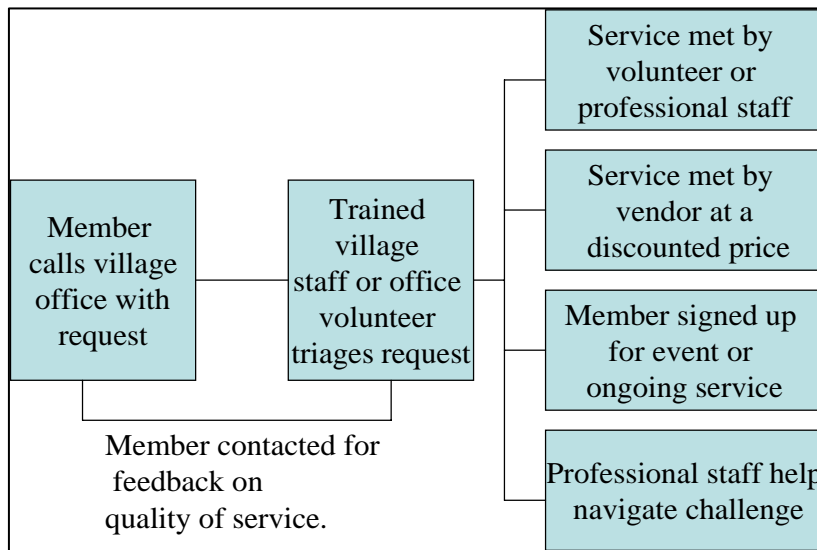 Member
calls village
office with
request
Trained
village
staff or office
volunteer
triages request
Member contacted for
feedback on
quality of service.
Service met by
volunteer or
professional staff
Service met by
vendor at a
discounted price
Member signed up
for event or
ongoing service
Professional staff help
navigate challenge